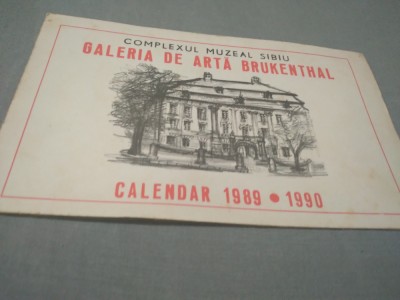 COMPLEXUL MUZEAL SIBIU
GALERIA DE ARTĂ BRUKENTHAL
CALENDAR 1989 • 1990